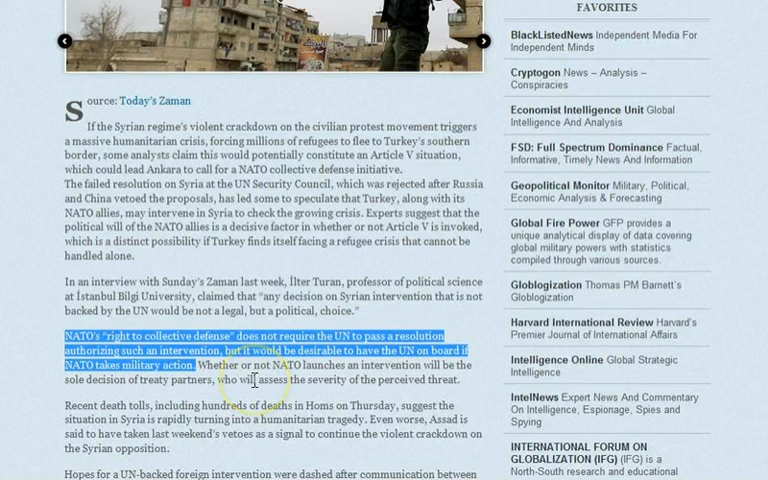 Source: Today's Zaman
If the Syrian regime's violent crackdown on the civilian protest movement triggers
a massive humanitarian crisis, forcing millions of refugees to flee to Turkey's southern
border, some analysts claim this would potentially constitute an Article V situation,
which could lead Ankara to call for a NATO collective defense initiative.
The failed resolution on Syria at the UN Security Council, which was rejected after Russia
and China vetoed the proposals, has led some to speculate that Turkey, along with its
NATO allies, may intervene in Syria to check the growing crisis. Experts suggest that the
political will of the NATO allies is a decisive factor in whether or not Article V is invoked,
which is a distinct possibility if Turkey finds itself facing a refugee crisis that cannot be
handled alone.
In an interview with Sunday's Zaman last week, İlter Turan, professor of political science
at İstanbul Bilgi University, claimed that “any decision on Syrian intervention that is not
backed by the UN would be not a legal, but a political, choice.”
NATO's “right to collective defense” does not require the UN to pass a resolution
authorizing such an intervention, but it would be desirable to have the UN on board if
NATO takes military action. Whether or not NATO launches an intervention will be the
sole decision of treaty partners, who will assess the severity of the perceived threat.
Recent death tolls, including hundreds of deaths in Homs on Thursday, suggest the
situation in Syria is rapidly turning into a humanitarian tragedy. Even worse, Assad is
said to have taken last weekend's vetoes as a signal to continue the violent crackdown on
the Syrian opposition.
Hopes for a UN-backed foreign intervention were dashed after communication between
FAVORITES
BlackListedNews Independent Media For
Independent Minds
Cryptogon News – Analysis –
Conspiracies
Economist Intelligence Unit Global
Intelligence And Analysis
FSD: Full Spectrum Dominance Factual,
Informative, Timely News And Information
Geopolitical Monitor Military, Political,
Economic Analysis & Forecasting
Global Fire Power GFP provides a
unique analytical display of data covering
global military powers with statistics
compiled through various sources.
Globlogization Thomas PM Barnett's
Globlogization
Harvard International Review Harvard's
Premier Journal of International Affairs
Intelligence Online Global Strategic
Intelligence
IntelNews Expert News And Commentary
On Intelligence, Espionage, Spies and
Spying
INTERNATIONAL FORUM ON
GLOBALIZATION (IFG) (IFG) is a
North-South research and educational